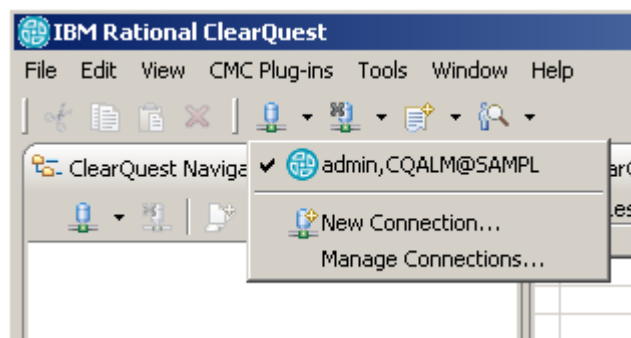 IBM Rational ClearQuest
File Edit View CMC Plug-ins Tools Window Help
ClearQuest Naviga
admin,CQALM@SAMPL
New Connection...
Manage Connections...